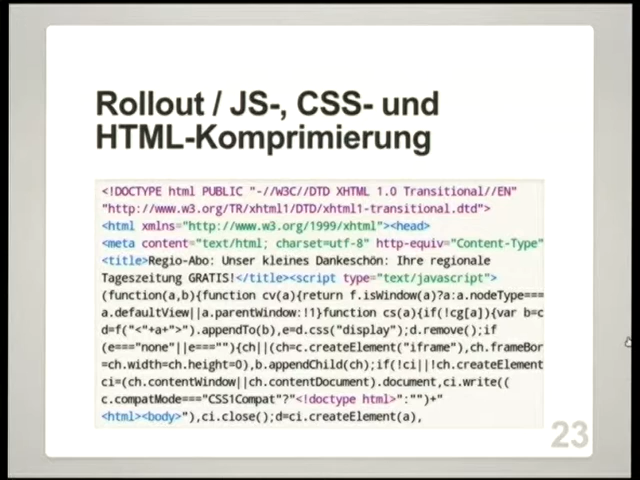 Rollout / JS-, CSS- und
HTML-Komprimierung
<!DOCTYPE html PUBLIC "-//W3C//DTD XHTML 1.0 Transitional//EN"
"http://www.w3.org/TR/xhtml1/DTD/xhtml1-transitional.dtd">
<html xmlns="http://www.w3.org/1999/xhtml"><head>
<meta content="text/html; charset=utf-8" http-equiv="Content-Type"
<title>Regio-Abo: Unser kleines Dankeschön: Ihre regionale
Tageszeitung GRATIS!</title><script type="text/javascript">
(function(a,b){function cv(a){return f.isWindow(a)?a:a.nodeType===
a.defaultView||a.parentWindow:!1}function cs(a){if(!cg[a]){var b=c
d=f("<"+a+">").appendTo(b),e=d.css("display");d.remove();if
(e==="none"||e===""){ch||(ch=c.createElement("iframe"),ch.frameBor
=ch.width=ch.height=0),b.appendChild(ch);if(!ci||!ch.createElement
ci=(ch.contentWindow||ch.contentDocument).document,ci.write((
c.compatMode==="CSS1Compat"?"<!doctype html>":"")+"
<html><body>"),ci.close();d=ci.createElement(a),
23